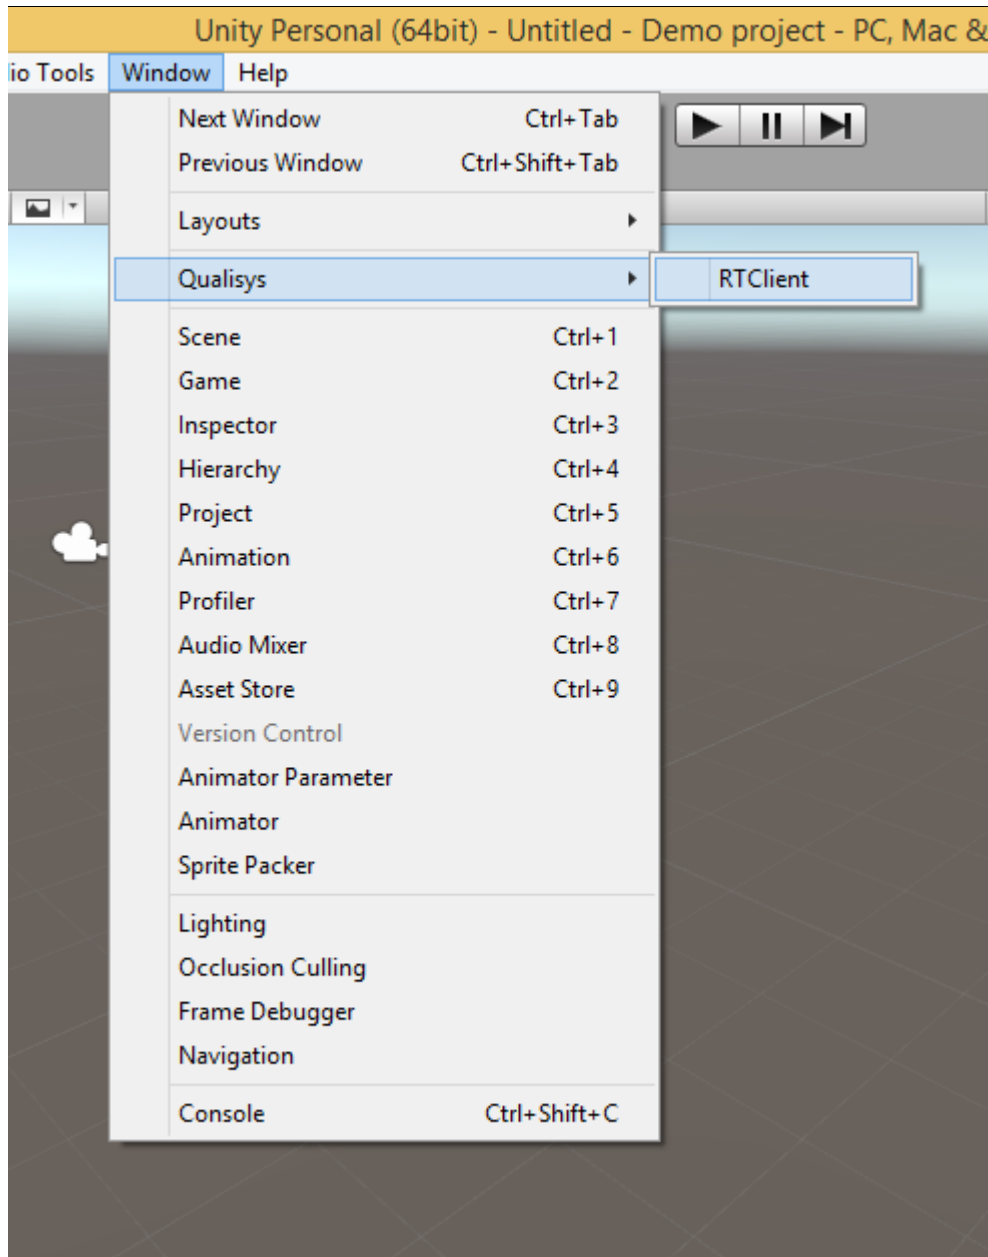 Unity Personal (64bit) - Untitled - Demo project - PC, Mac &
io Tools Window Help
Next Window Ctrl+Tab
Previous Window Ctrl+Shift+Tab
Layouts
Qualisys RTClient
Scene Ctrl+1
Game Ctrl+2
Inspector Ctrl+3
Hierarchy Ctrl+4
Project Ctrl+5
Animation Ctrl+6
Profiler Ctrl+7
Audio Mixer Ctrl+8
Asset Store Ctrl+9
Version Control
Animator Parameter
Animator
Sprite Packer
Lighting
Occlusion Culling
Frame Debugger
Navigation
Console Ctrl+Shift+C